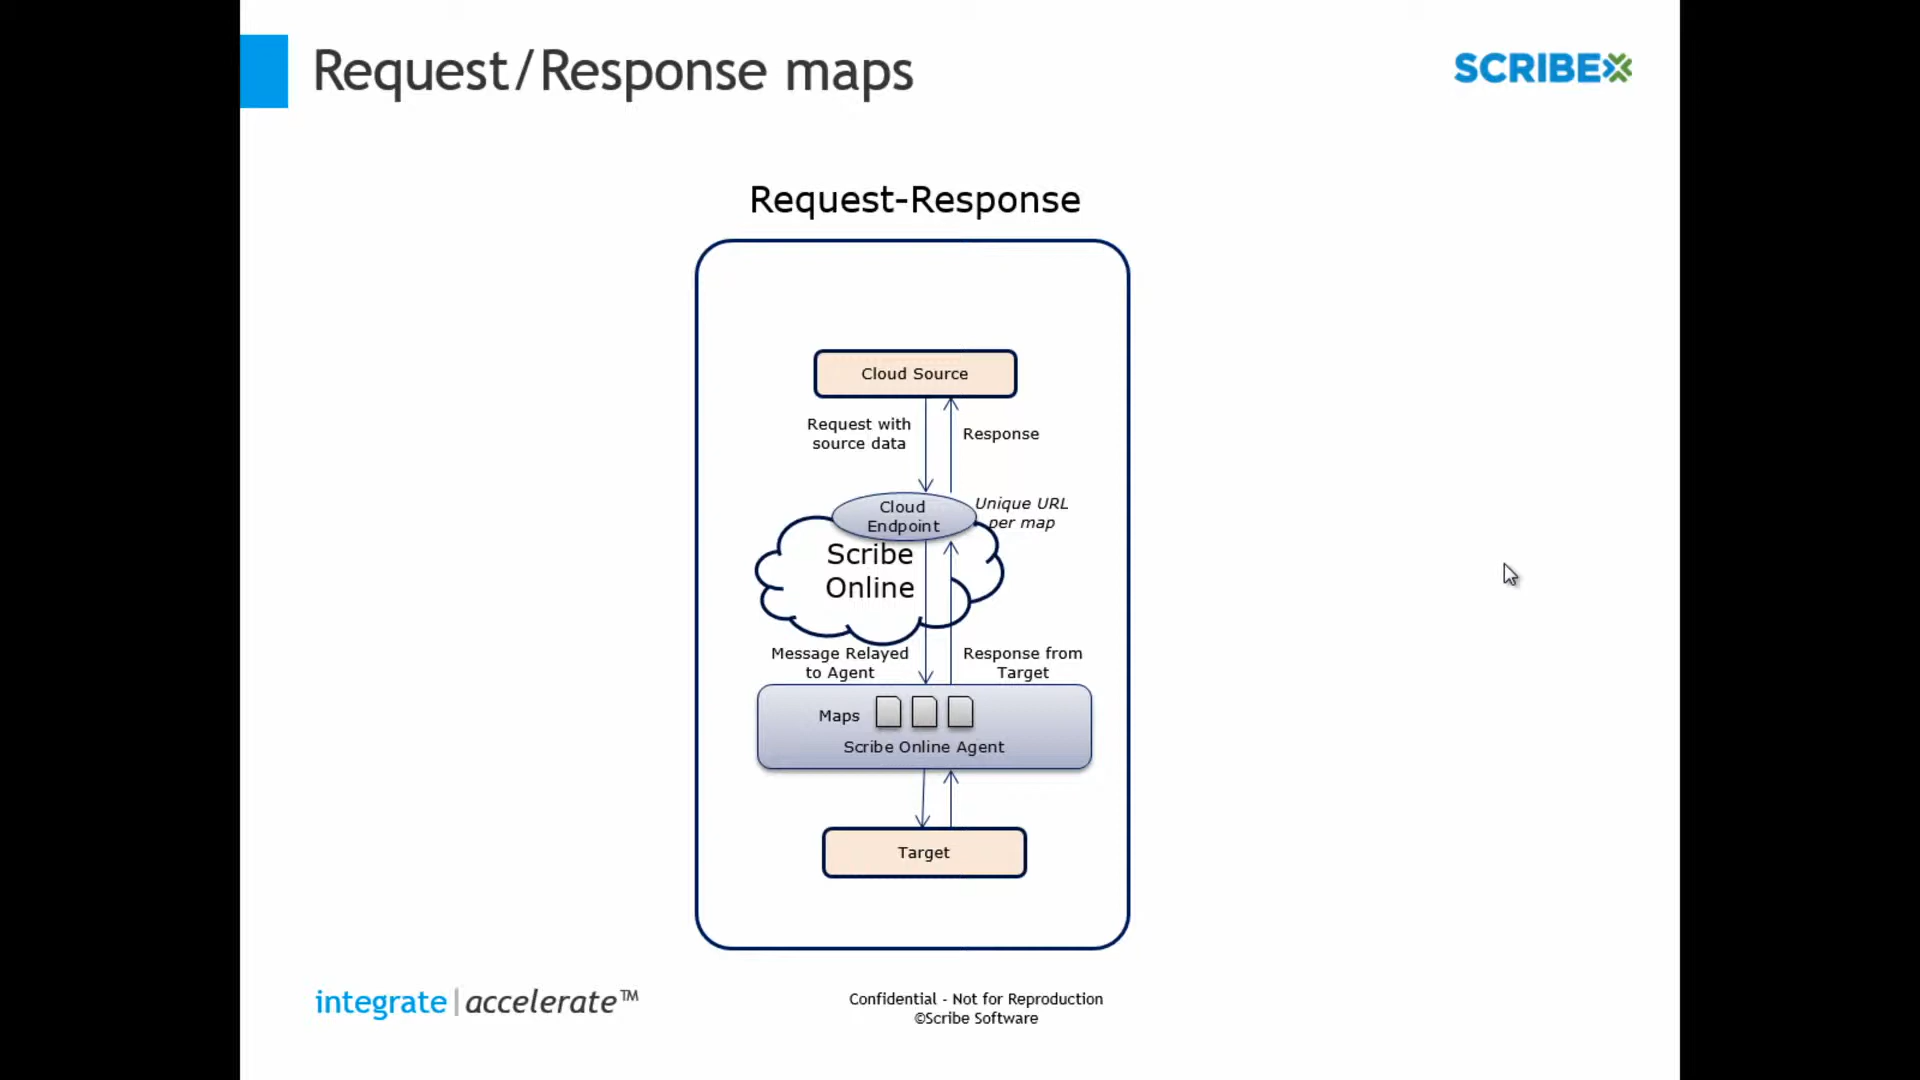 Request/Response maps
SCRIBE
Request-Response
Cloud Source
Request with
source data
Response
Cloud
Endpoint
Unique URL
per map
Scribe
Online
Message Relayed
to Agent
Response from
Target
Maps
Scribe Online Agent
Target
integrate|accelerate™
Confidential - Not for Reproduction
©Scribe Software